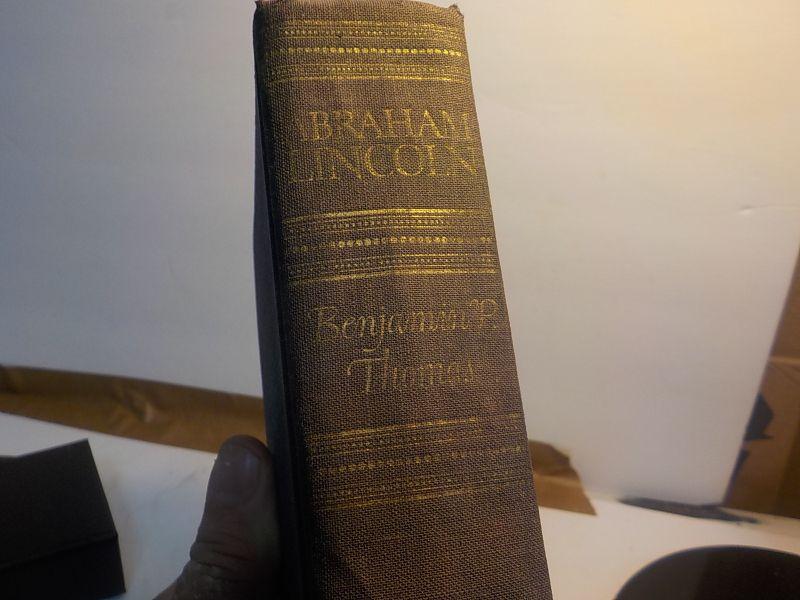 ABRAHAM
LINCOLN
Benjamin P.
Thomas